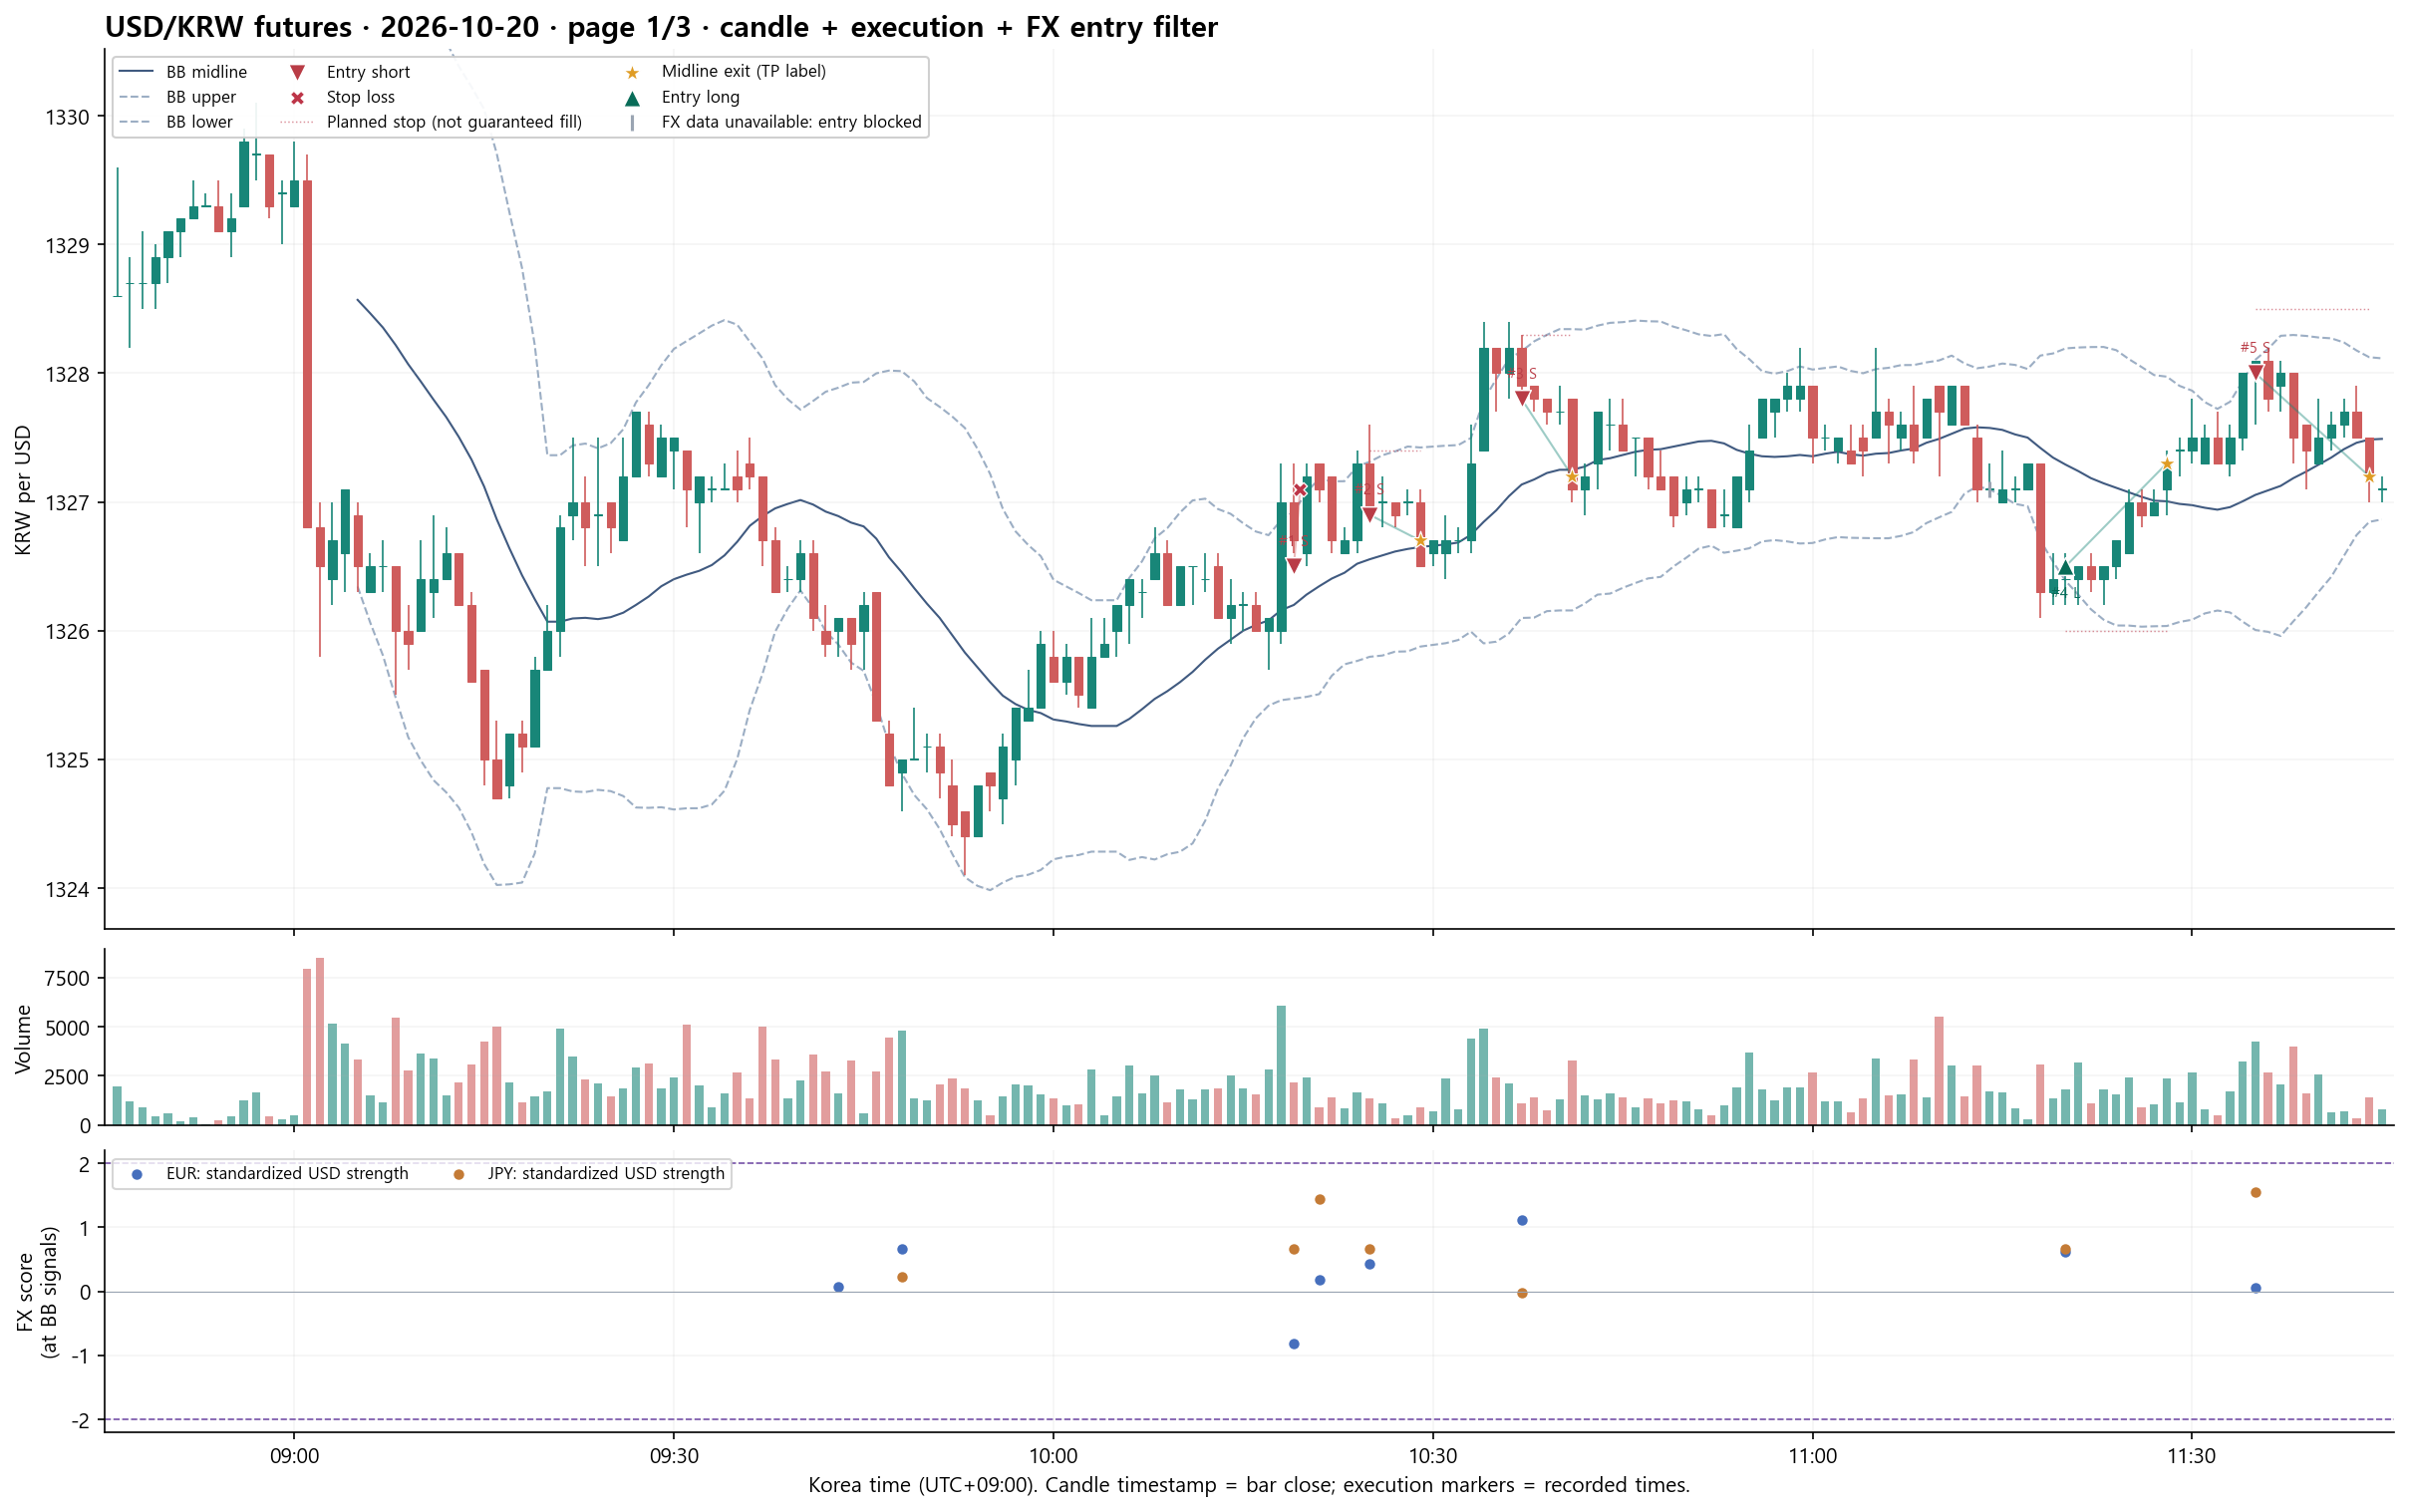 USD/KRW futures · 2026-10-20 · page 1/3 · candle + execution + FX entry filter
BB midline
BB upper
BB lower
Entry short
Stop loss
Planned stop (not guaranteed fill)
Midline exit (TP label)
Entry long
FX data unavailable: entry blocked
KRW per USD
1330
1329
1328
1327
1326
1325
1324
#2 S
#3 S
#4 L
#5 S
Volume
7500
5000
2500
0
EUR: standardized USD strength
JPY: standardized USD strength
FX score
(at BB signals)
2
1
0
-1
-2
09:00
09:30
10:00
10:30
11:00
11:30
Korea time (UTC+09:00). Candle timestamp = bar close; execution markers = recorded times.